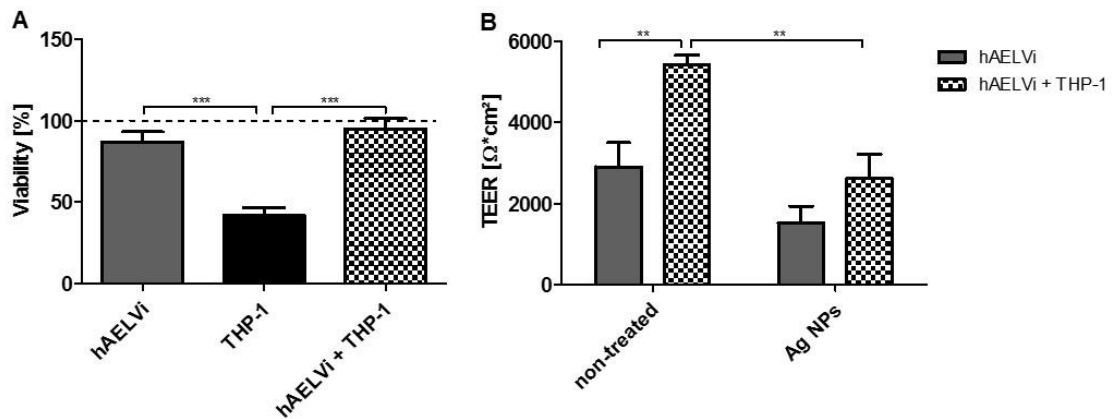 A
Viability [%]
150
100
50
0
***
***
hAELVi
THP-1
hAELVi + THP-1
B
TEER [Ω*cm²]
6000
4000
2000
0
**
**
non-treated
Ag NPs
hAELVi
hAELVi + THP-1